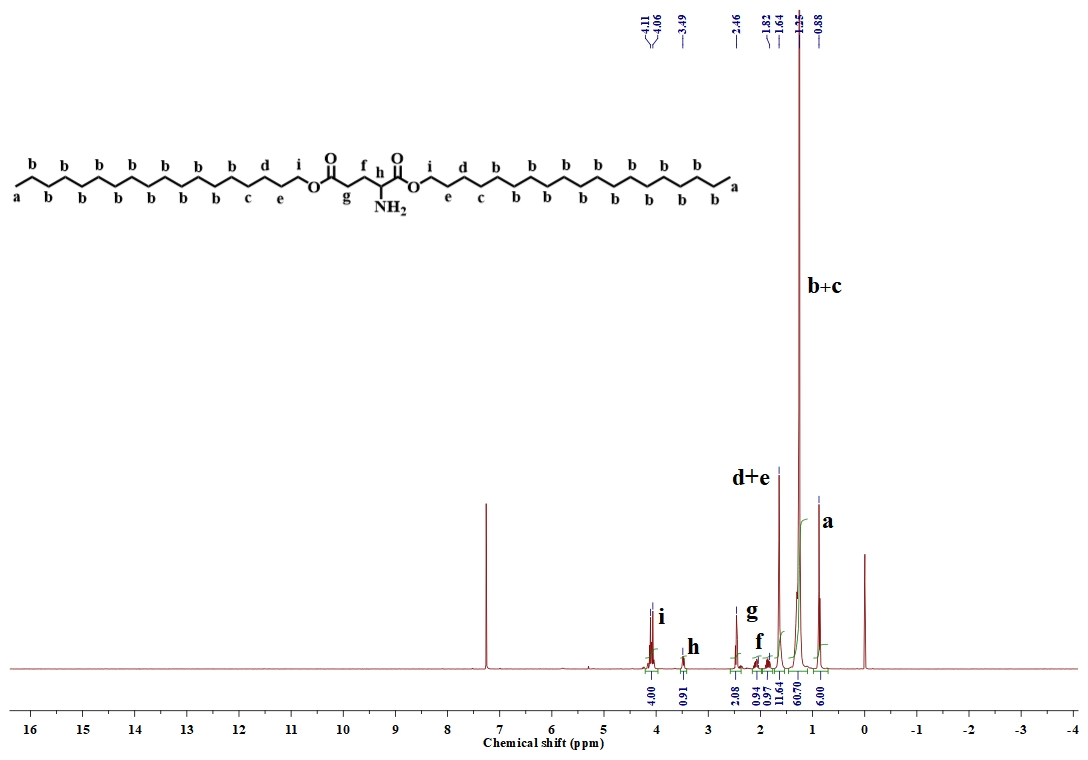 4.11 4.06 3.49 2.46 1.82 1.64 1.25 0.88
b b b b b b b d i O f h O i d b b b b b b b
a b b b b b b c e O g NH2 O e c b b b b b b b a
b+c
d+e
a
i
h
g
f
4.00 0.91 2.08 0.94 0.97 11.64 60.70 6.00
16 15 14 13 12 11 10 9 8 7 6 5 4 3 2 1 0 -1 -2 -3 -4
Chemical shift (ppm)